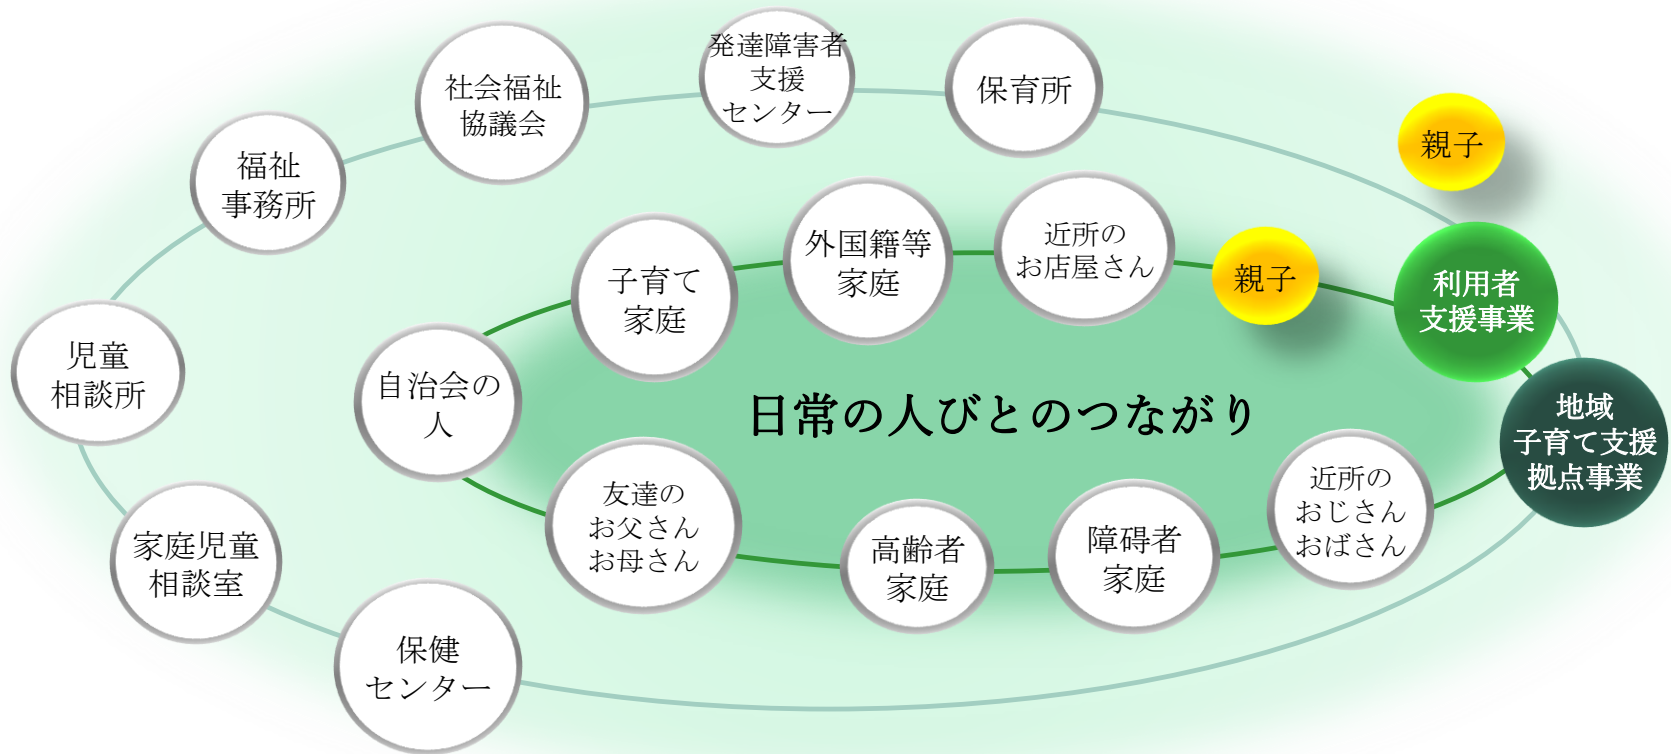 発達障害者
支援
センター
社会福祉
協議会
保育所
親子
福祉
事務所
外国籍等
家庭
近所の
お店屋さん
子育て
家庭
親子
利用者
支援事業
児童
相談所
自治会の
人
日常の人びとのつながり
地域
子育て支援
拠点事業
友達の
お父さん
お母さん
近所の
おじさん
おばさん
家庭児童
相談室
高齢者
家庭
障碍者
家庭
保健
センター